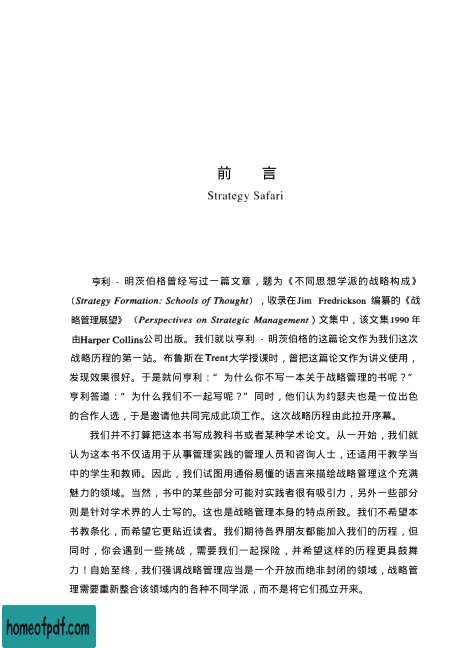 前 言
Strategy Safari
亨利·明茨伯格曾经写过一篇文章，题为《不同思想学派的战略构成》
（Strategy Formation: Schools of Thought），收录在Jim Fredrickson 编纂的《战
略管理展望》（Perspectives on Strategic Management）文集中，该文集1990 年
由Harper Collins公司出版。我们就以亨利·明茨伯格的这篇论文作为我们这次
战略历程的第一站。布鲁斯在Trent大学授课时，曾把这篇论文作为讲义使用，
发现效果很好。于是就问亨利：“为什么你不写一本关于战略管理的书呢？”
亨利答道：“为什么我们不一起写呢？”同时，他们认为约瑟夫也是一位出色
的合作人选，于是邀请他共同完成此项工作。这次战略历程由此拉开序幕。
我们并不打算把这本书写成教科书或者某种学术论文。从一开始，我们就
认为这本书不仅适用于从事管理实践的管理人员和咨询人士，还适用于教学当
中的学生和教师。因此，我们试图用通俗易懂的语言来描绘战略管理这个充满
魅力的领域。当然，书中的某些部分可能对实践者很有吸引力，另外一些部分
则是针对学术界的人士写的。这也是战略管理本身的特点所致。我们不希望本
书教条化，而希望它更贴近读者。我们期待各界朋友都能加入我们的历程，但
同时，你会遇到一些挑战，需要我们一起探险，并希望这样的历程更具鼓舞
力！自始至终，我们强调战略管理应当是一个开放而绝非封闭的领域，战略管
理需要重新整合该领域内的各种不同学派，而不是将它们孤立开来。
homeofpdf.com